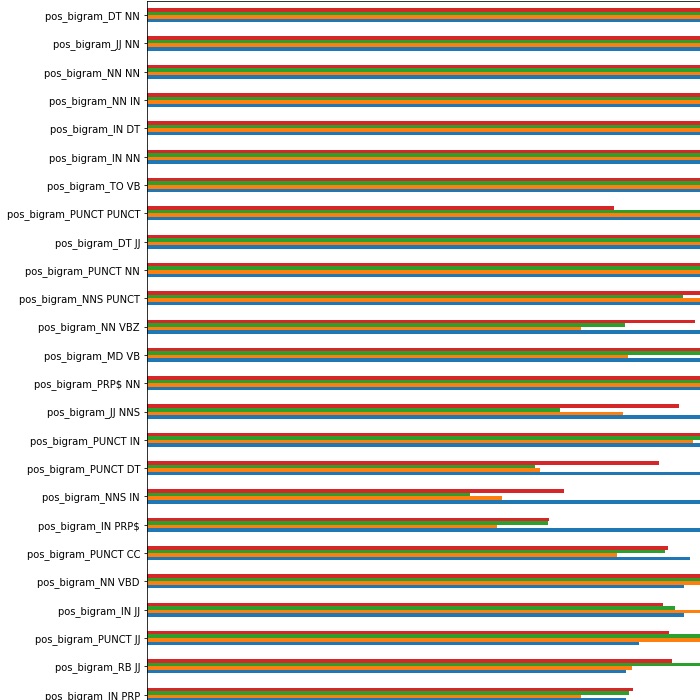 pos_bigram_DT NN
pos_bigram_JJ NN
pos_bigram_NN NN
pos_bigram_NN IN
pos_bigram_IN DT
pos_bigram_IN NN
pos_bigram_TO VB
pos_bigram_PUNCT PUNCT
pos_bigram_DT JJ
pos_bigram_PUNCT NN
pos_bigram_NNS PUNCT
pos_bigram_NN VBZ
pos_bigram_MD VB
pos_bigram_PRP$ NN
pos_bigram_JJ NNS
pos_bigram_PUNCT IN
pos_bigram_PUNCT DT
pos_bigram_NNS IN
pos_bigram_IN PRP$
pos_bigram_PUNCT CC
pos_bigram_NN VBD
pos_bigram_IN JJ
pos_bigram_PUNCT JJ
pos_bigram_RB JJ
pos_bigram_IN PRP